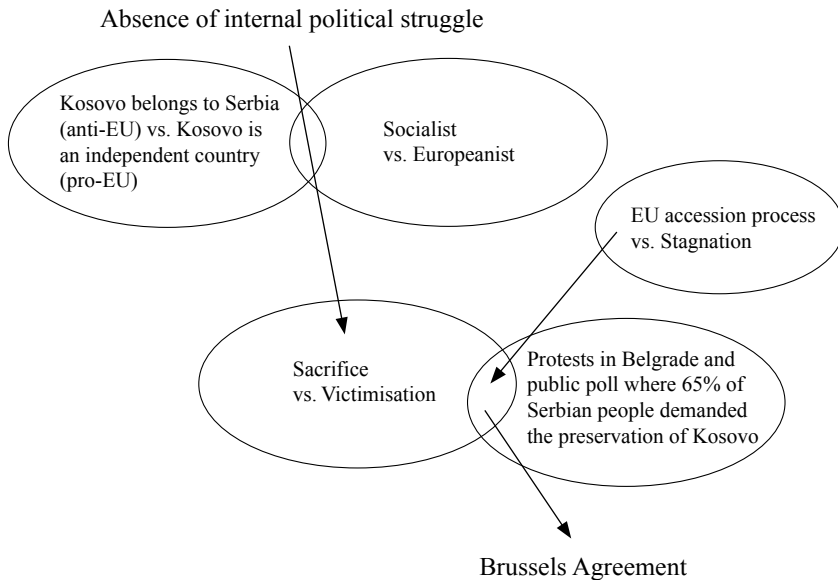 Absence of internal political struggle
Kosovo belongs to Serbia
(anti-EU) vs. Kosovo is
an independent country
(pro-EU)
Socialist
vs. Europeanist
EU accession process
vs. Stagnation
Sacrifice
vs. Victimisation
Protests in Belgrade and
public poll where 65% of
Serbian people demanded
the preservation of Kosovo
Brussels Agreement